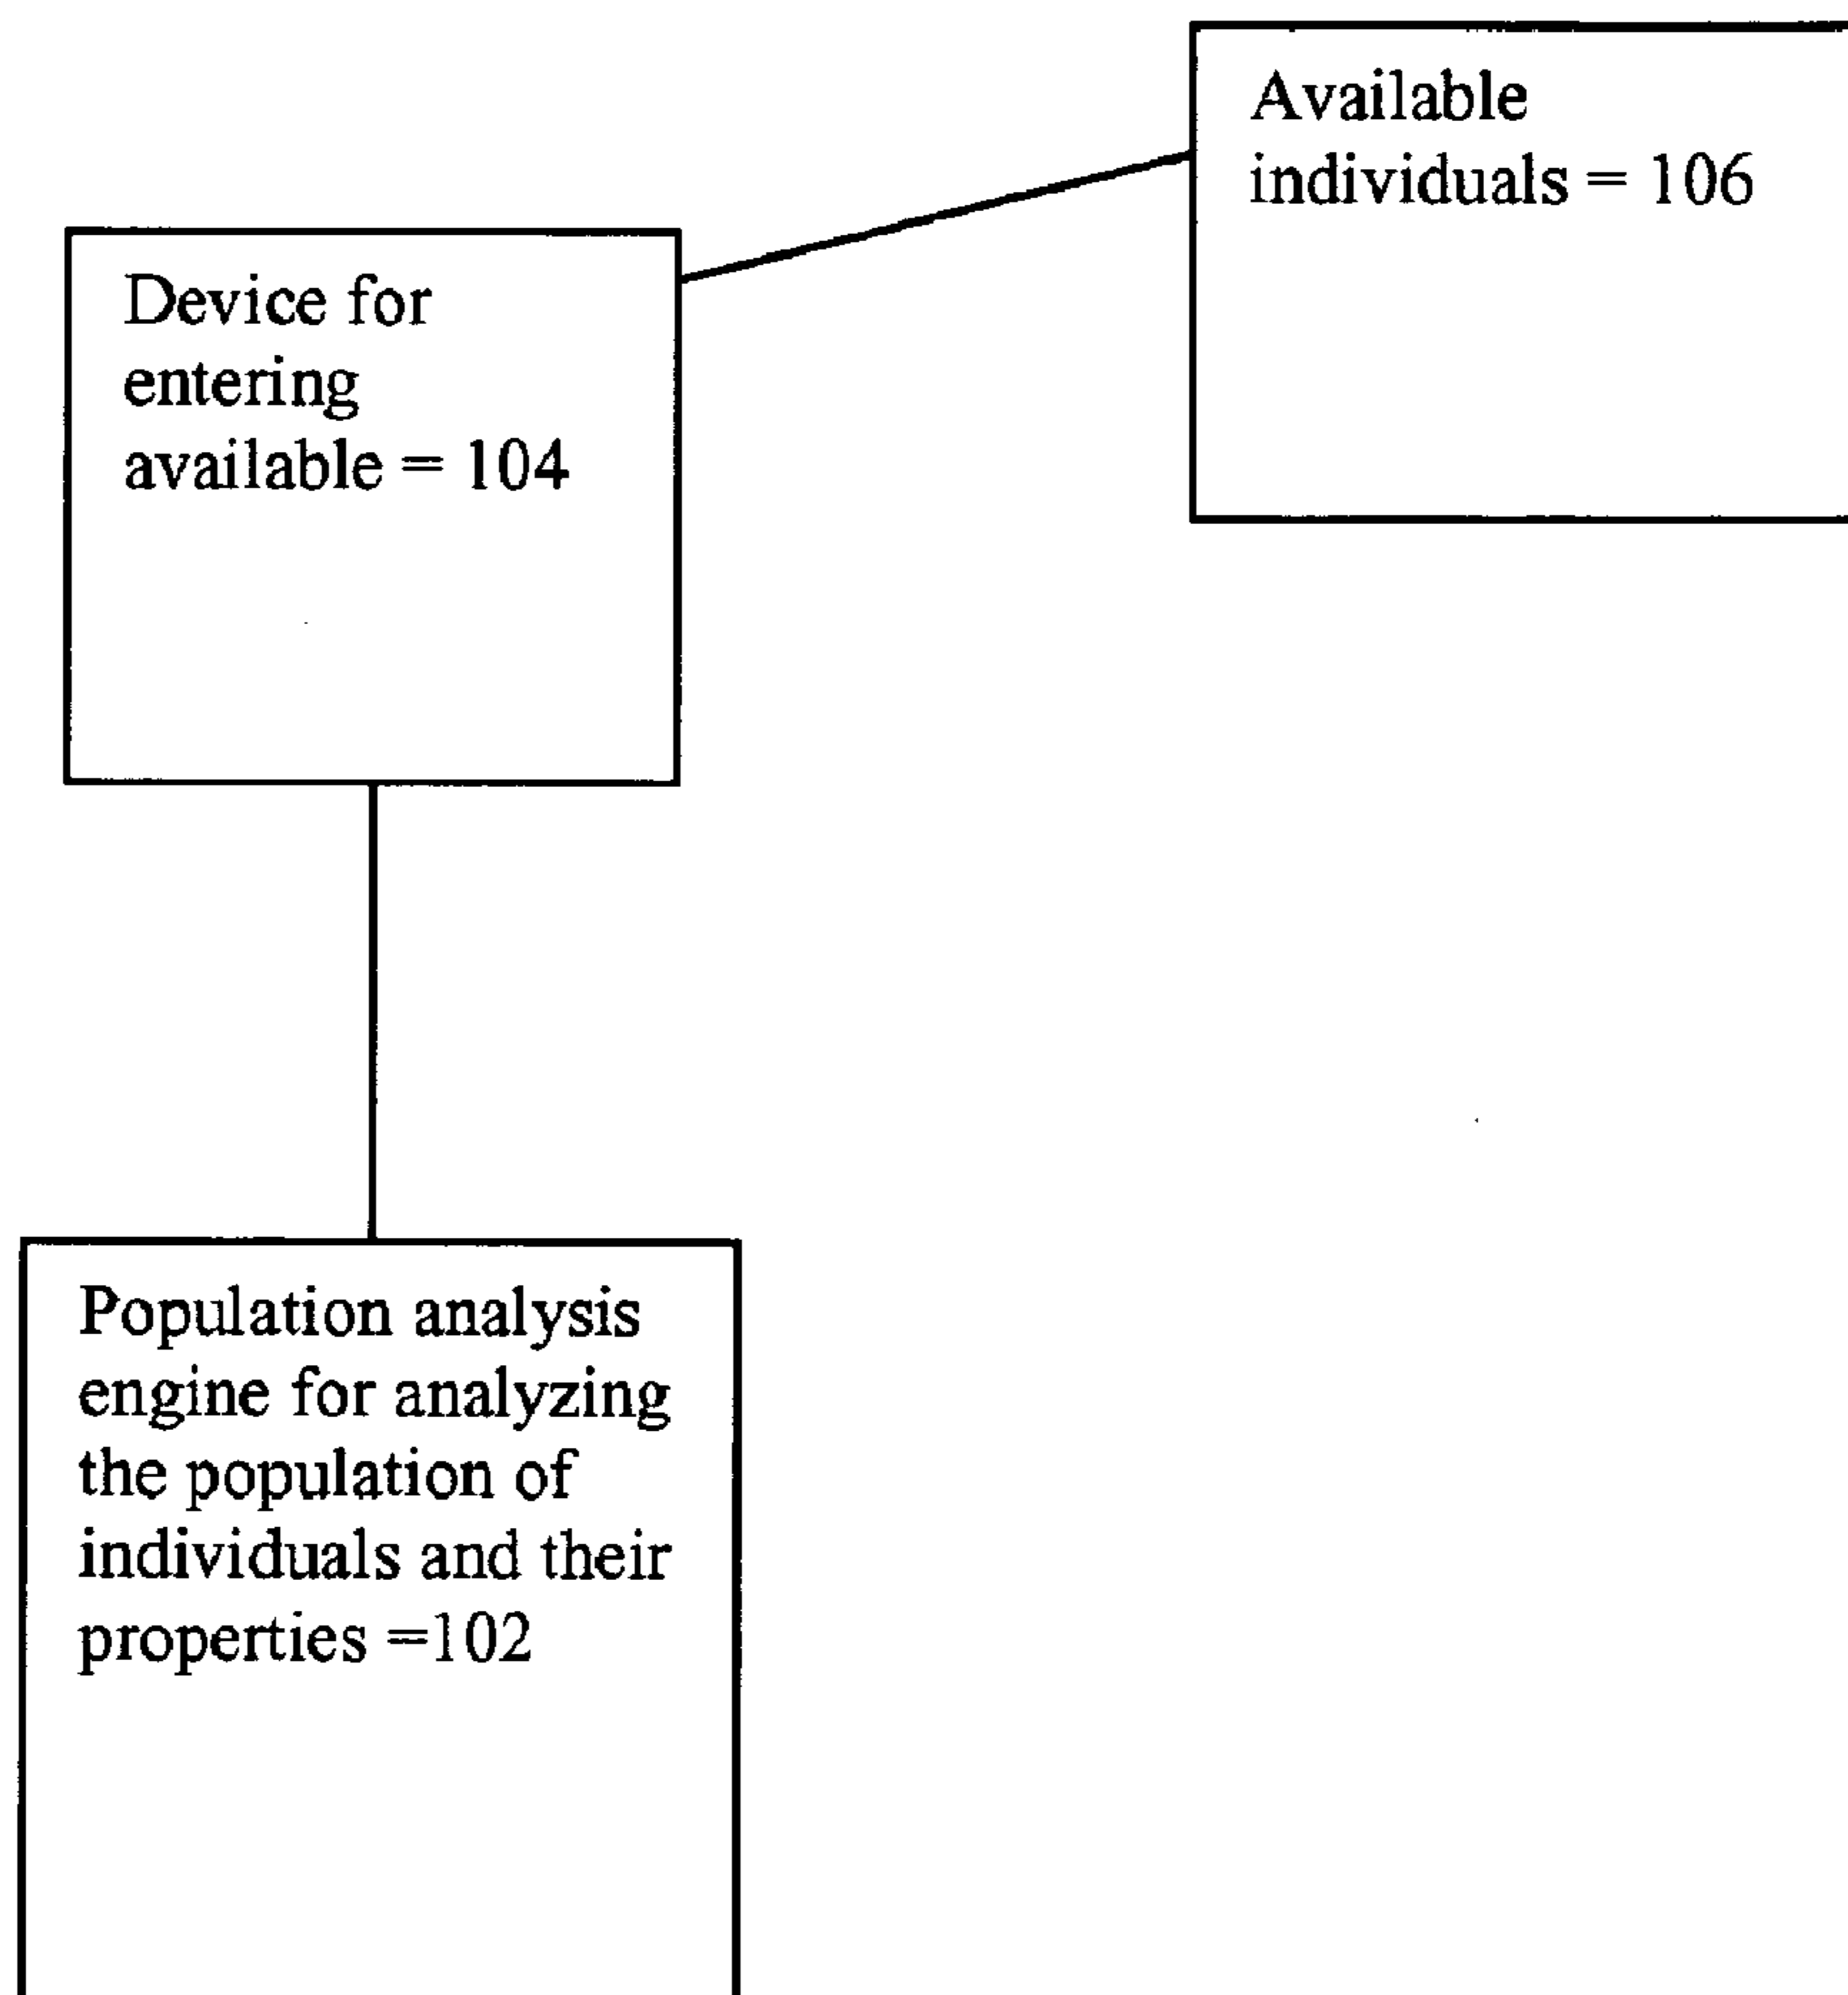 Available
individuals = 106
Device for
entering
available = 104
Population analysis
engine for analyzing
the population of
individuals and their
properties =102